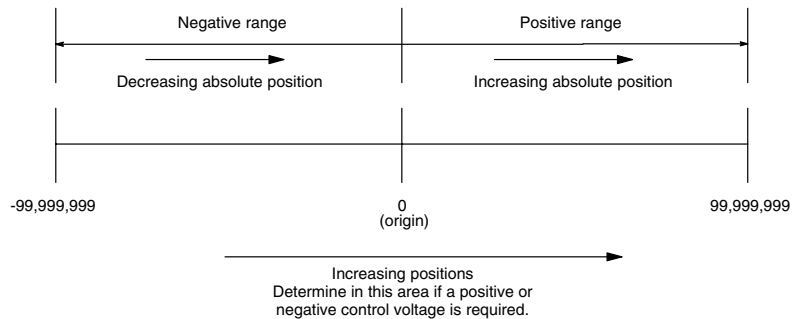 Negative range
Positive range
Decreasing absolute position
Increasing absolute position
-99,999,999
0
99,999,999
(origin)
Increasing positions
Determine in this area if a positive or
negative control voltage is required.